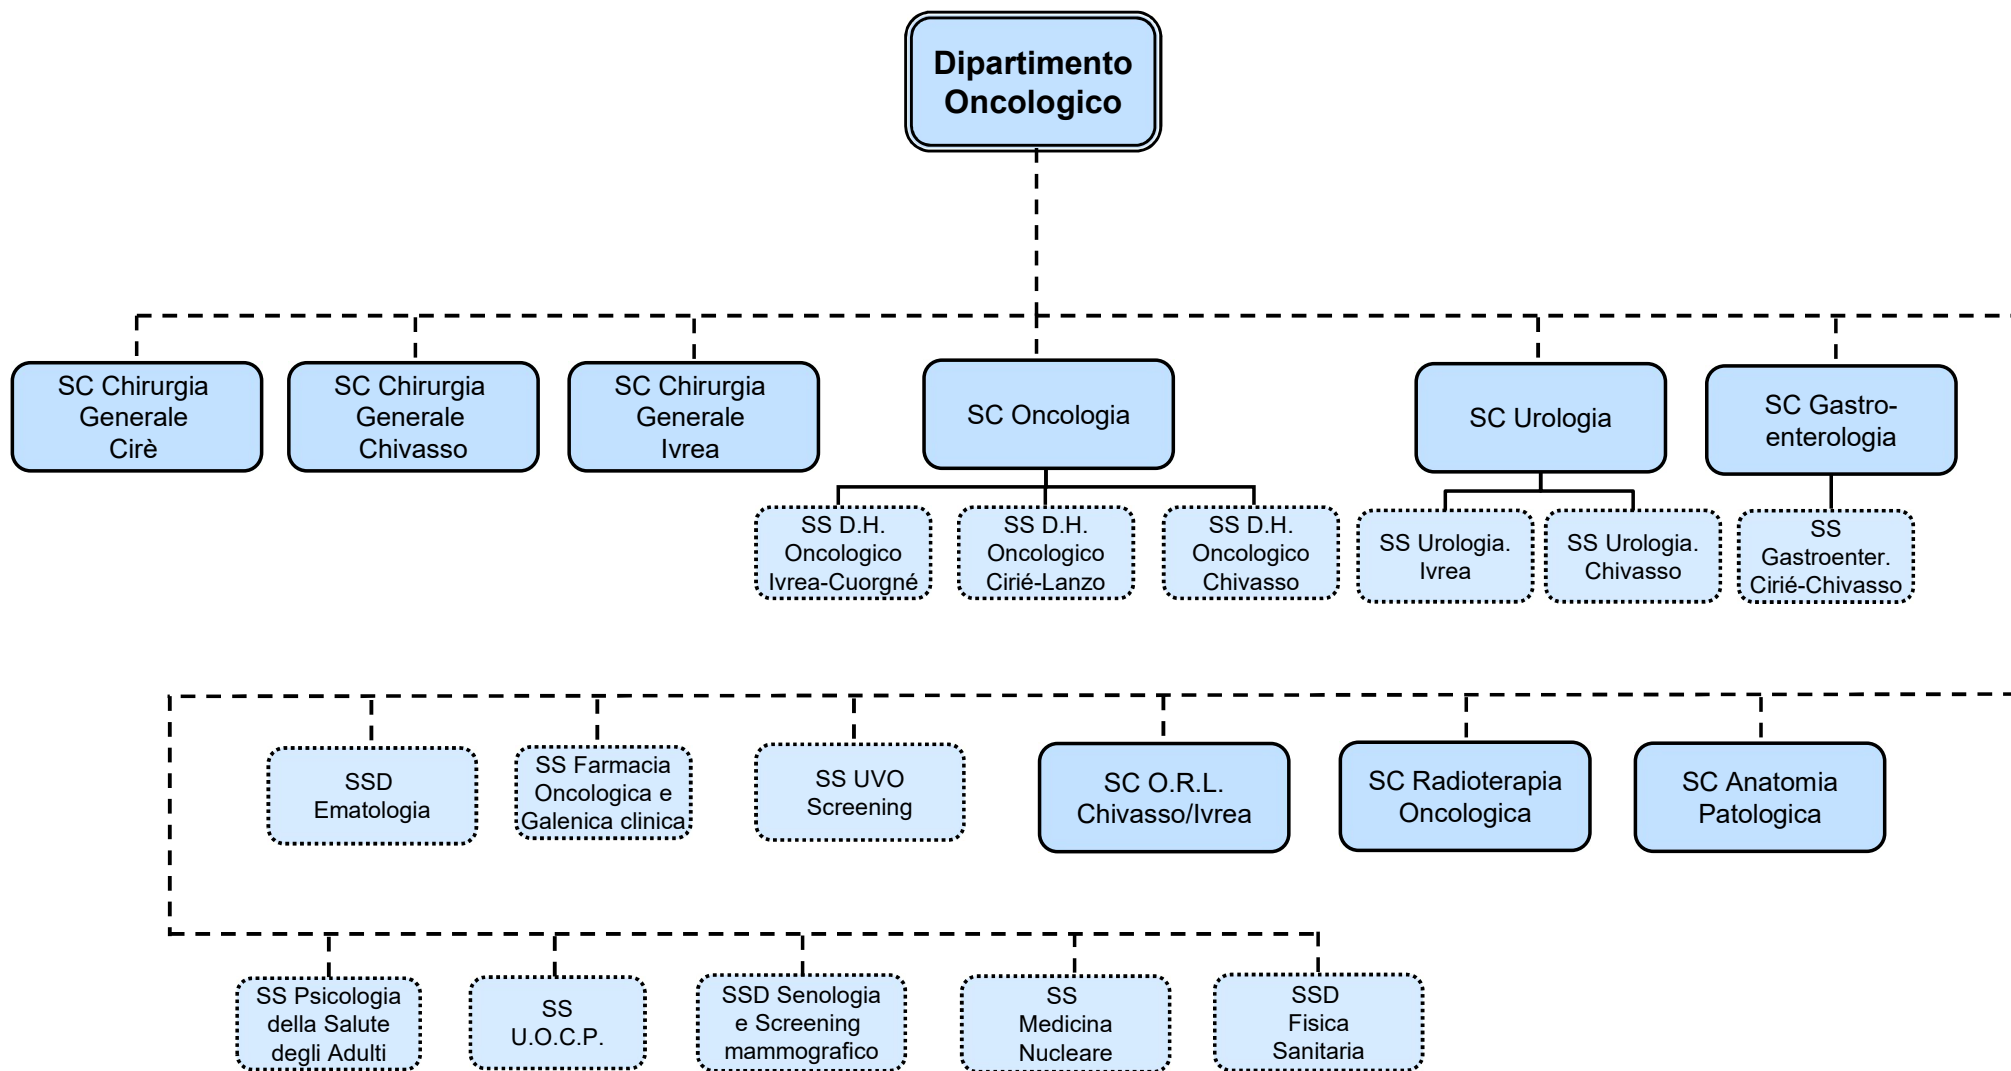 Dipartimento
Oncologico
SC Chirurgia
Generale
Cirè
SC Chirurgia
Generale
Chivasso
SC Chirurgia
Generale
Ivrea
SC Oncologia
SC Urologia
SC Gastro-
enterologia
SS D.H.
Oncologico
Ivrea-Cuorgné
SS D.H.
Oncologico
Cirié-Lanzo
SS D.H.
Oncologico
Chivasso
SS Urologia.
Ivrea
SS Urologia.
Chivasso
SS
Gastroenter.
Cirié-Chivasso
SSD
Ematologia
SS Farmacia
Oncologica e
Galenica clinica
SS UVO
Screening
SC O.R.L.
Chivasso/Ivrea
SC Radioterapia
Oncologica
SC Anatomia
Patologica
SS Psicologia
della Salute
degli Adulti
SS
U.O.C.P.
SSD Senologia
e Screening
mammografico
SS
Medicina
Nucleare
SSD
Fisica
Sanitaria